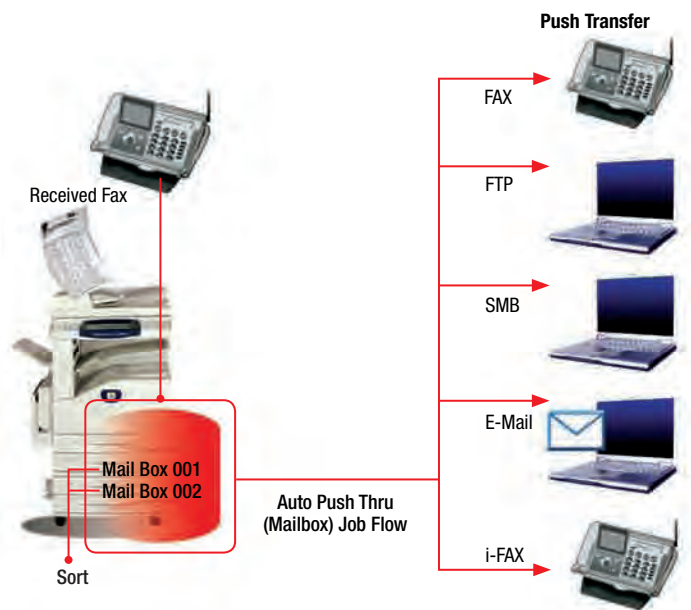 Push Transfer
FAX
Received Fax
FTP
SMB
E-Mail
Mail Box 001
Mail Box 002
Auto Push Thru
(Mailbox) Job Flow
i-FAX
Sort